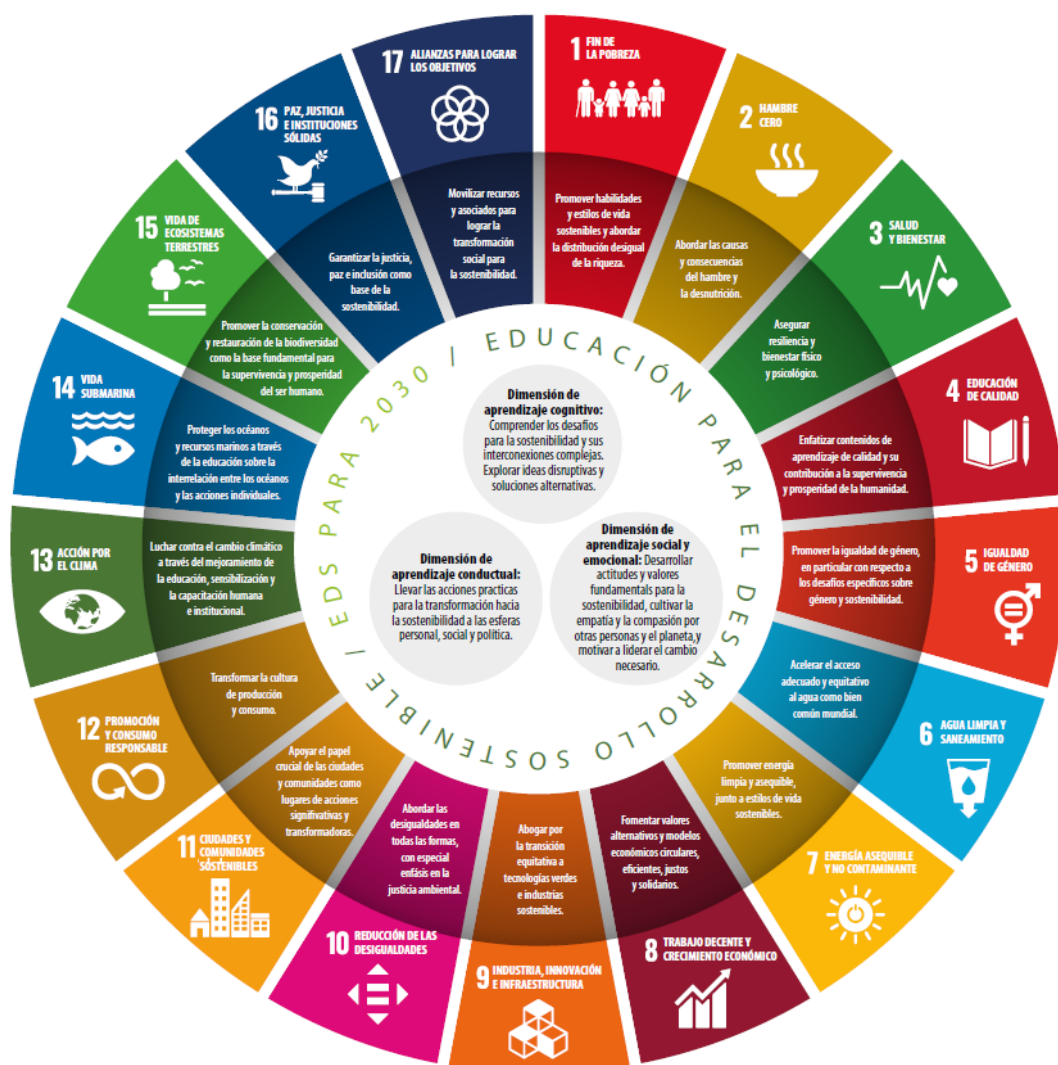 1 FIN DE
LA POBREZA
Promover habilidades
y estilos de vida
sostenibles y abordar
la distribución desigual
de la riqueza.
2 HAMBRE
CERO
Abordar las causas
y consecuencias
del hambre y
la desnutrición.
3 SALUD
Y BIENESTAR
Asegurar
resiliencia y
bienestar físico
y psicológico.
4 EDUCACIÓN
DE CALIDAD
Enfatizar contenidos de
aprendizaje de calidad y su
contribución a la supervivencia
y prosperidad de la humanidad.
5 IGUALDAD
DE GÉNERO
Promover la igualdad de género,
en particular con respecto a
los desafíos específicos sobre
género y sostenibilidad.
6 AGUA LIMPIA Y
SANEAMIENTO
Acelerar el acceso
adecuado y equitativo
al agua como bien
común mundial.
7 ENERGÍA ASEQUIBLE
Y NO CONTAMINANTE
Promover energía
limpia y asequible,
junto a estilos de vida
sostenibles.
8 TRABAJO DECENTE Y
CRECIMIENTO ECONÓMICO
Fomentar valores
alternativos y modelos
económicos circulares,
eficientes, justos
y solidarios.
9 INDUSTRIA, INNOVACIÓN
E INFRAESTRUCTURA
Abogar por
la transición
equitativa a
tecnologías verdes
e industrias
sostenibles.
10 REDUCCIÓN DE LAS
DESIGUALDADES
Abordar las
desigualdades en
todas las formas,
con especial
enfásis en la
justicia ambiental.
11 CIUDADES Y
COMUNIDADES
SOSTENIBLES
Apoyar el papel
crucial de las ciudades
y comunidades como
lugares de acciones
signifivativas y
transformadoras.
12 PROMOCIÓN
Y CONSUMO
RESPONSABLE
Transformar la cultura
de producción
y consumo.
13 ACCIÓN POR
EL CLIMA
Luchar contra el cambio climático
a través del mejoramiento de
la educación, sensibilización y
la capacitación humana
e institucional.
14 VIDA
SUBMARINA
Proteger los océanos
y recursos marinos a través
de la educación sobre la
interrelación entre los océanos
y las acciones individuales.
15 VIDA DE
ECOSISTEMAS
TERRESTRES
Promover la conservación
y restauración de la biodiversidad
como la base fundamental para
la supervivencia y prosperidad
del ser humano.
16 PAZ, JUSTICIA
E INSTITUCIONES
SÓLIDAS
Garantizar la justicia,
paz e inclusión como
base de la
sostenibilidad.
17 ALIANZAS PARA LOGRAR
LOS OBJETIVOS
Movilizar recursos
y asociados para
lograr la
transformación
social para
la sostenibilidad.
EDS PARA 2030 / EDUCACIÓN PARA EL DESARROLLO SOSTENIBLE /
Dimensión de
aprendizaje cognitivo:
Comprender los desafíos
para la sostenibilidad y sus
interconexiones complejas.
Explorar ideas disruptivas y
soluciones alternativas.
Dimensión de
aprendizaje conductual:
Llevar las acciones practicas
para la transformación hacia
la sostenibilidad a las esferas
personal, social y política.
Dimensión de
aprendizaje social y
emocional: Desarrollar
actitudes y valores
fundamentals para la
sostenibilidad, cultivar la
empatía y la compasión por
otras personas y el planeta,y
motivar a liderar el cambio
necesario.